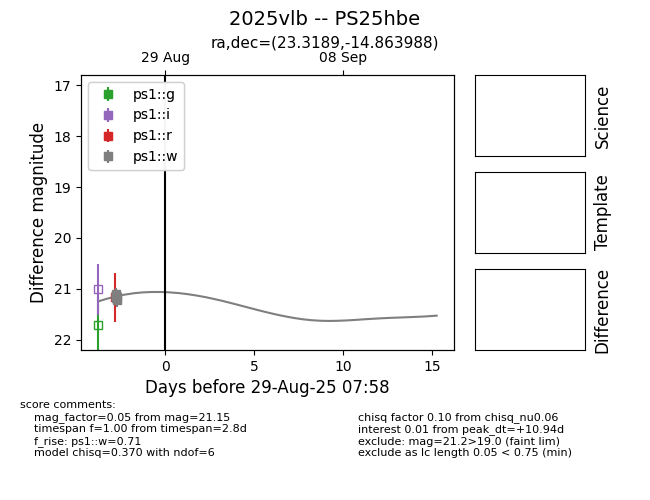 2025vlb -- PS25hbe
ra,dec=(23.3189,-14.863988)
29 Aug
08 Sep
ps1::g
ps1::i
ps1::r
ps1::w
17
18
19
20
21
22
Difference magnitude
0
5
10
15
Days before 29-Aug-25 07:58
Science
Template
Difference
score comments:
mag_factor=0.05 from mag=21.15
timespan f=1.00 from timespan=2.8d
f_rise: ps1::w=0.71
model chisq=0.370 with ndof=6
chisq factor 0.10 from chisq_nu0.06
interest 0.01 from peak_dt=+10.94d
exclude: mag=21.2>19.0 (faint lim)
exclude as lc length 0.05 < 0.75 (min)